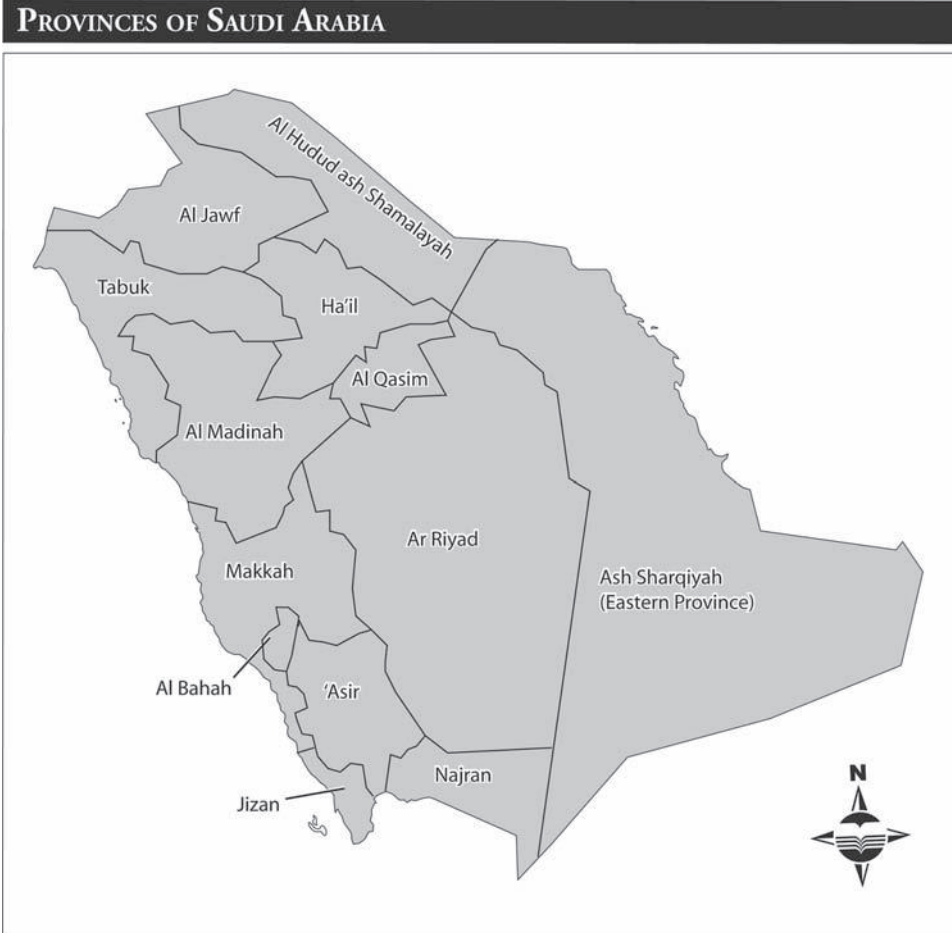 PROVINCES OF SAUDI ARABIA
Al Hudud ash Shamalayah
Al Jawf
Tabuk
Ha'il
Al Qasim
Al Madinah
Ar Riyad
Makkah
Ash Sharqiyah
(Eastern Province)
Al Bahah
'Asir
Najran
Jizan
N